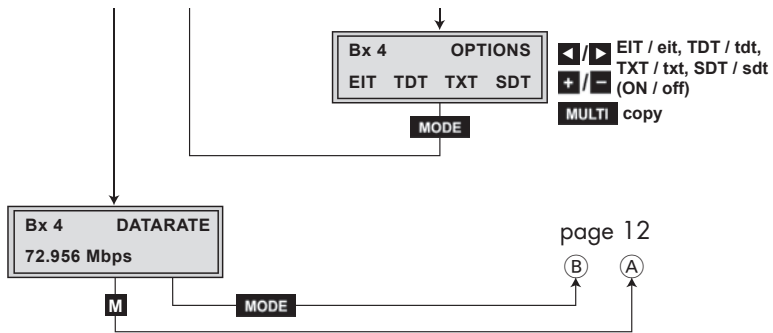 Bx 4 OPTIONS
EIT TDT TXT SDT
◄/► EIT / eit, TDT / tdt,
TXT / txt, SDT / sdt
+/− (ON / off)
MULTI copy
MODE
Bx 4 DATARATE
72.956 Mbps
page 12
B A
M MODE